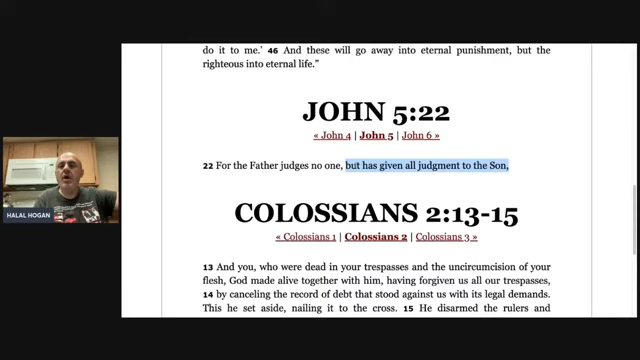 do it to me.’ 46 And these will go away into eternal punishment, but the
righteous into eternal life.”
JOHN 5:22
« John 4 | John 5 | John 6 »
22 For the Father judges no one, but has given all judgment to the Son,
HALAL HOGAN
COLOSSIANS 2:13-15
« Colossians 1 | Colossians 2 | Colossians 3 »
13 And you, who were dead in your trespasses and the uncircumcision of your
flesh, God made alive together with him, having forgiven us all our trespasses,
14 by canceling the record of debt that stood against us with its legal demands.
This he set aside, nailing it to the cross. 15 He disarmed the rulers and